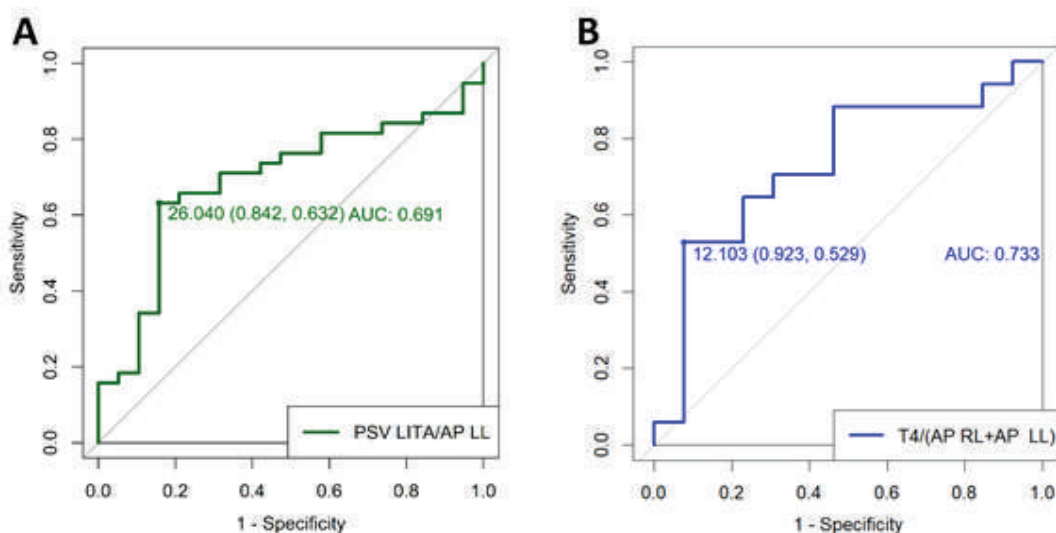 A
Sensitivity
1.0
0.8
0.6
0.4
0.2
0.0
26.040 (0.842, 0.632) AUC: 0.691
PSV LITA/AP LL
0.0 0.2 0.4 0.6 0.8 1.0
1 - Specificity
B
Sensitivity
1.0
0.8
0.6
0.4
0.2
0.0
12.103 (0.923, 0.529) AUC: 0.733
T4/(AP RL+AP LL)
0.0 0.2 0.4 0.6 0.8 1.0
1 - Specificity